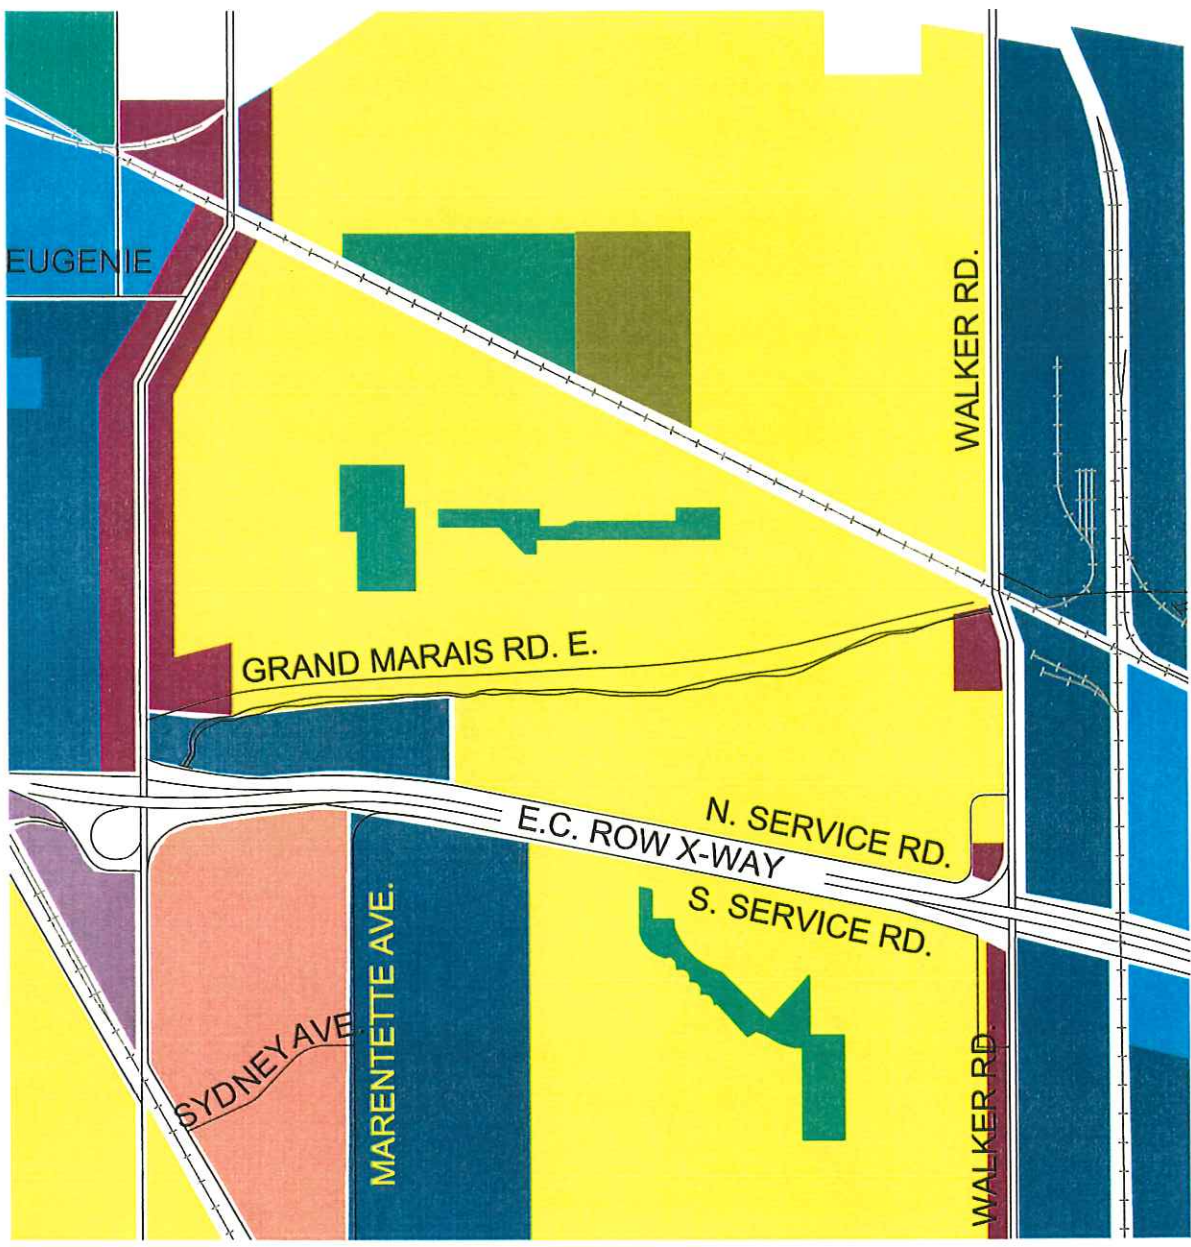 EUGENIE
WALKER RD.
GRAND MARAIS RD. E.
N. SERVICE RD.
E.C. ROW X-WAY
S. SERVICE RD.
MARENTETTE AVE.
SYDNEY AVE.
WALKER RD.